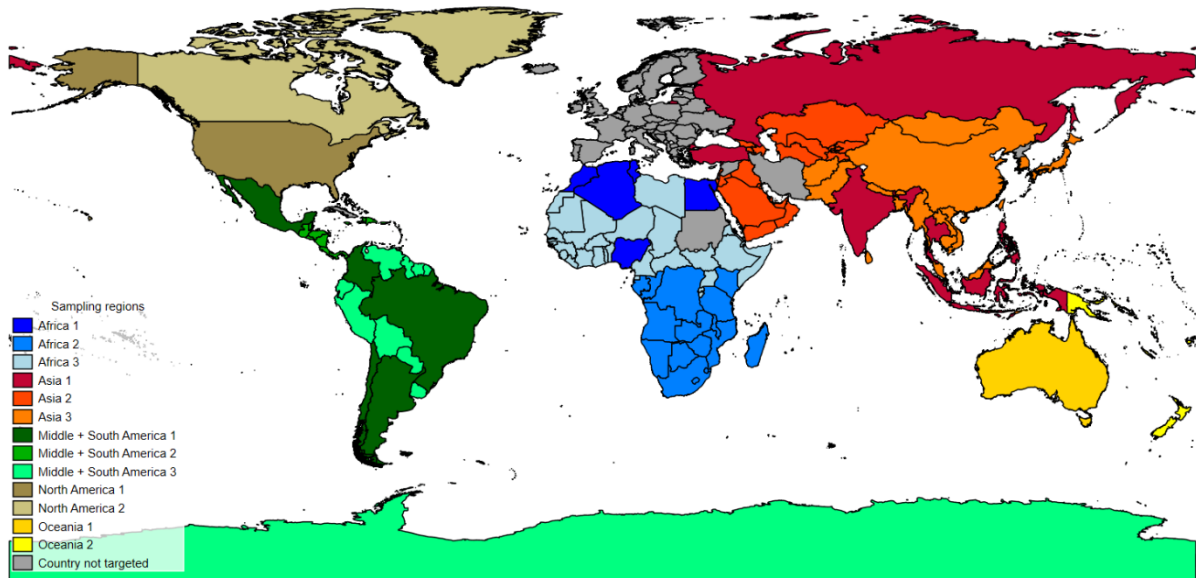 Sampling regions
Africa 1
Africa 2
Africa 3
Asia 1
Asia 2
Asia 3
Middle + South America 1
Middle + South America 2
Middle + South America 3
North America 1
North America 2
Oceania 1
Oceania 2
Country not targeted